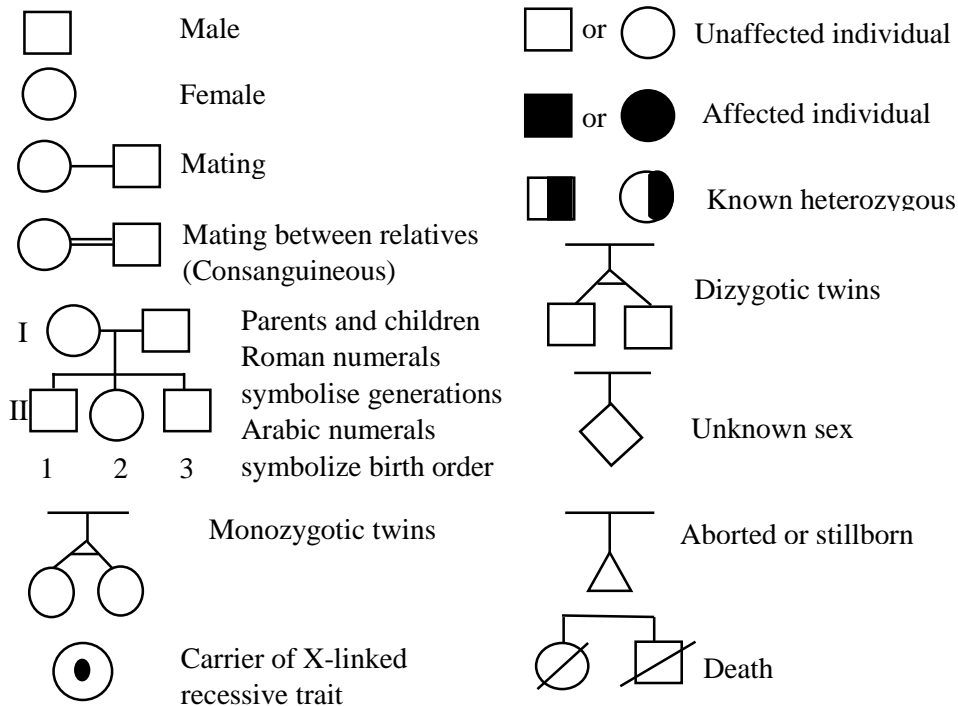 Male
Female
Mating
Mating between relatives
(Consanguineous)
I
Parents and children
Roman numerals
symbolise generations
II
Arabic numerals
1 2 3 symbolize birth order
Monozygotic twins
Carrier of X-linked
recessive trait
or Unaffected individual
or Affected individual
Known heterozygous
Dizygotic twins
Unknown sex
Aborted or stillborn
Death